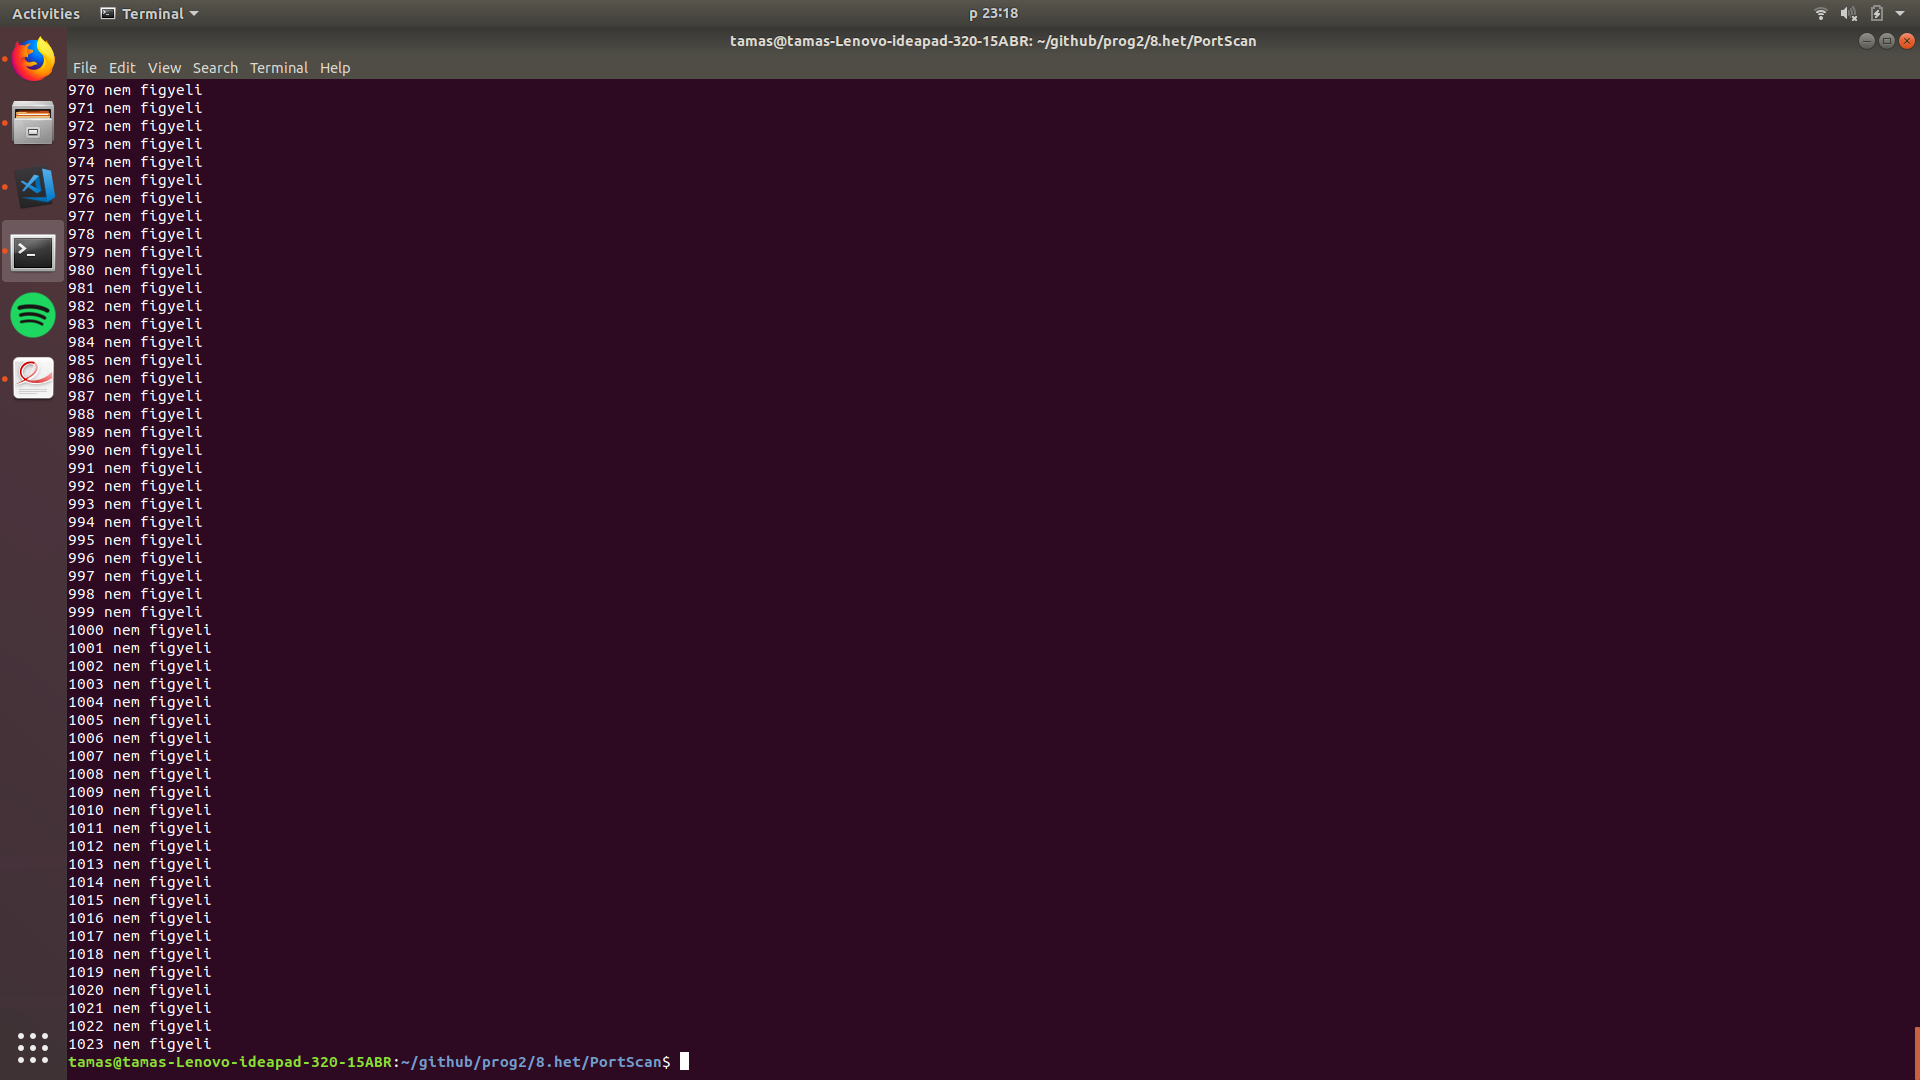 Activities Terminal p 23:18
tamas@tamas-Lenovo-ideapad-320-15ABR: ~/github/prog2/8.het/PortScan
File Edit View Search Terminal Help
970 nem figyeli
971 nem figyeli
972 nem figyeli
973 nem figyeli
974 nem figyeli
975 nem figyeli
976 nem figyeli
977 nem figyeli
978 nem figyeli
979 nem figyeli
980 nem figyeli
981 nem figyeli
982 nem figyeli
983 nem figyeli
984 nem figyeli
985 nem figyeli
986 nem figyeli
987 nem figyeli
988 nem figyeli
989 nem figyeli
990 nem figyeli
991 nem figyeli
992 nem figyeli
993 nem figyeli
994 nem figyeli
995 nem figyeli
996 nem figyeli
997 nem figyeli
998 nem figyeli
999 nem figyeli
1000 nem figyeli
1001 nem figyeli
1002 nem figyeli
1003 nem figyeli
1004 nem figyeli
1005 nem figyeli
1006 nem figyeli
1007 nem figyeli
1008 nem figyeli
1009 nem figyeli
1010 nem figyeli
1011 nem figyeli
1012 nem figyeli
1013 nem figyeli
1014 nem figyeli
1015 nem figyeli
1016 nem figyeli
1017 nem figyeli
1018 nem figyeli
1019 nem figyeli
1020 nem figyeli
1021 nem figyeli
1022 nem figyeli
1023 nem figyeli
tamas@tamas-Lenovo-ideapad-320-15ABR:~/github/prog2/8.het/PortScan$